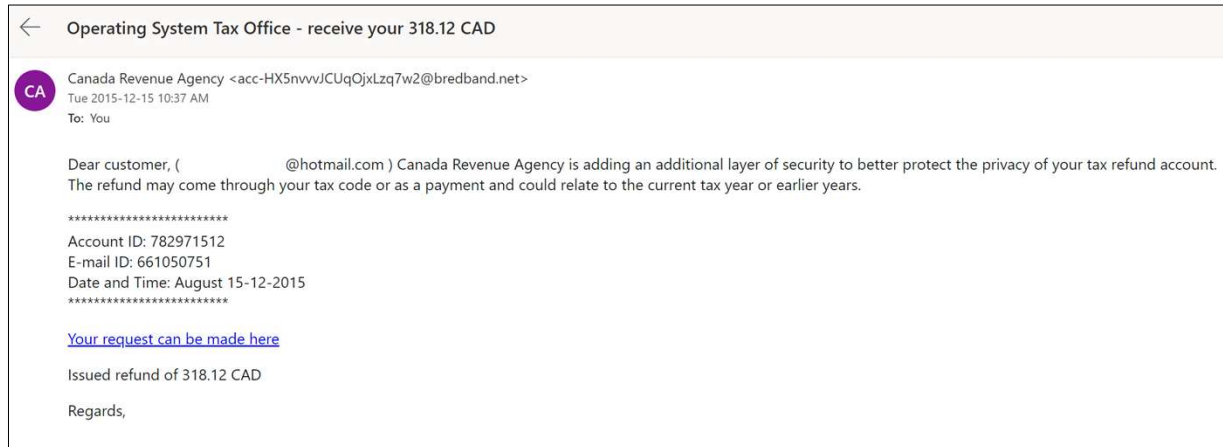 Operating System Tax Office - receive your 318.12 CAD
CA
Canada Revenue Agency <acc-HX5nvvvJCUqOjxLzq7w2@bredband.net>
Tue 2015-12-15 10:37 AM
To: You
Dear customer, ( @hotmail.com ) Canada Revenue Agency is adding an additional layer of security to better protect the privacy of your tax refund account.
The refund may come through your tax code or as a payment and could relate to the current tax year or earlier years.
*************************
Account ID: 782971512
E-mail ID: 661050751
Date and Time: August 15-12-2015
*************************
Your request can be made here
Issued refund of 318.12 CAD
Regards,